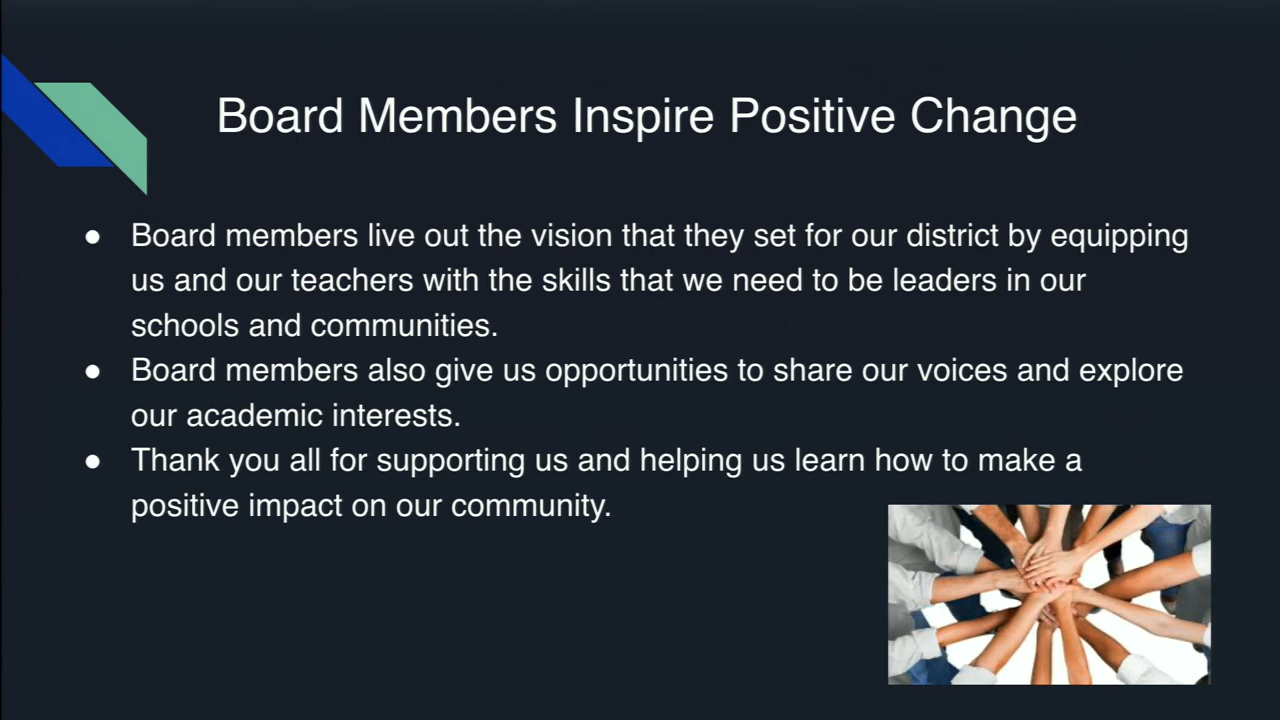 Board Members Inspire Positive Change
● Board members live out the vision that they set for our district by equipping
us and our teachers with the skills that we need to be leaders in our
schools and communities.
● Board members also give us opportunities to share our voices and explore
our academic interests.
● Thank you all for supporting us and helping us learn how to make a
positive impact on our community.